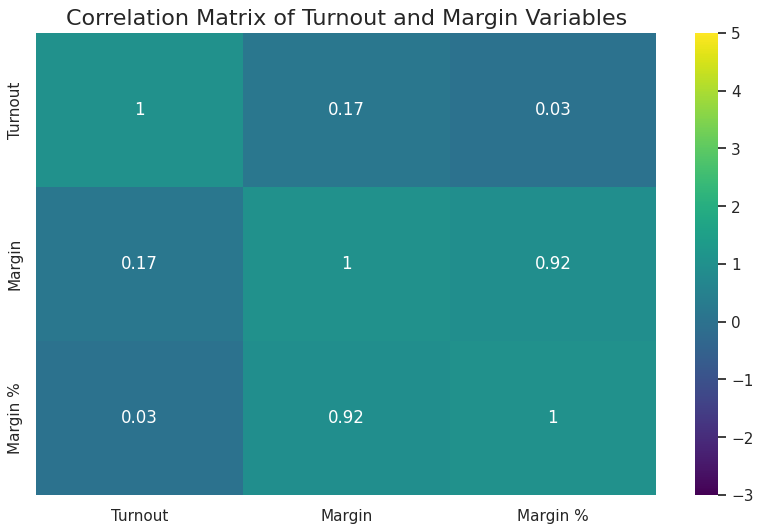 Correlation Matrix of Turnout and Margin Variables
Turnout
1
0.17
0.03
Margin
0.17
1
0.92
Margin %
0.03
0.92
1
Turnout
Margin
Margin %
5
4
3
2
1
0
−1
−2
−3